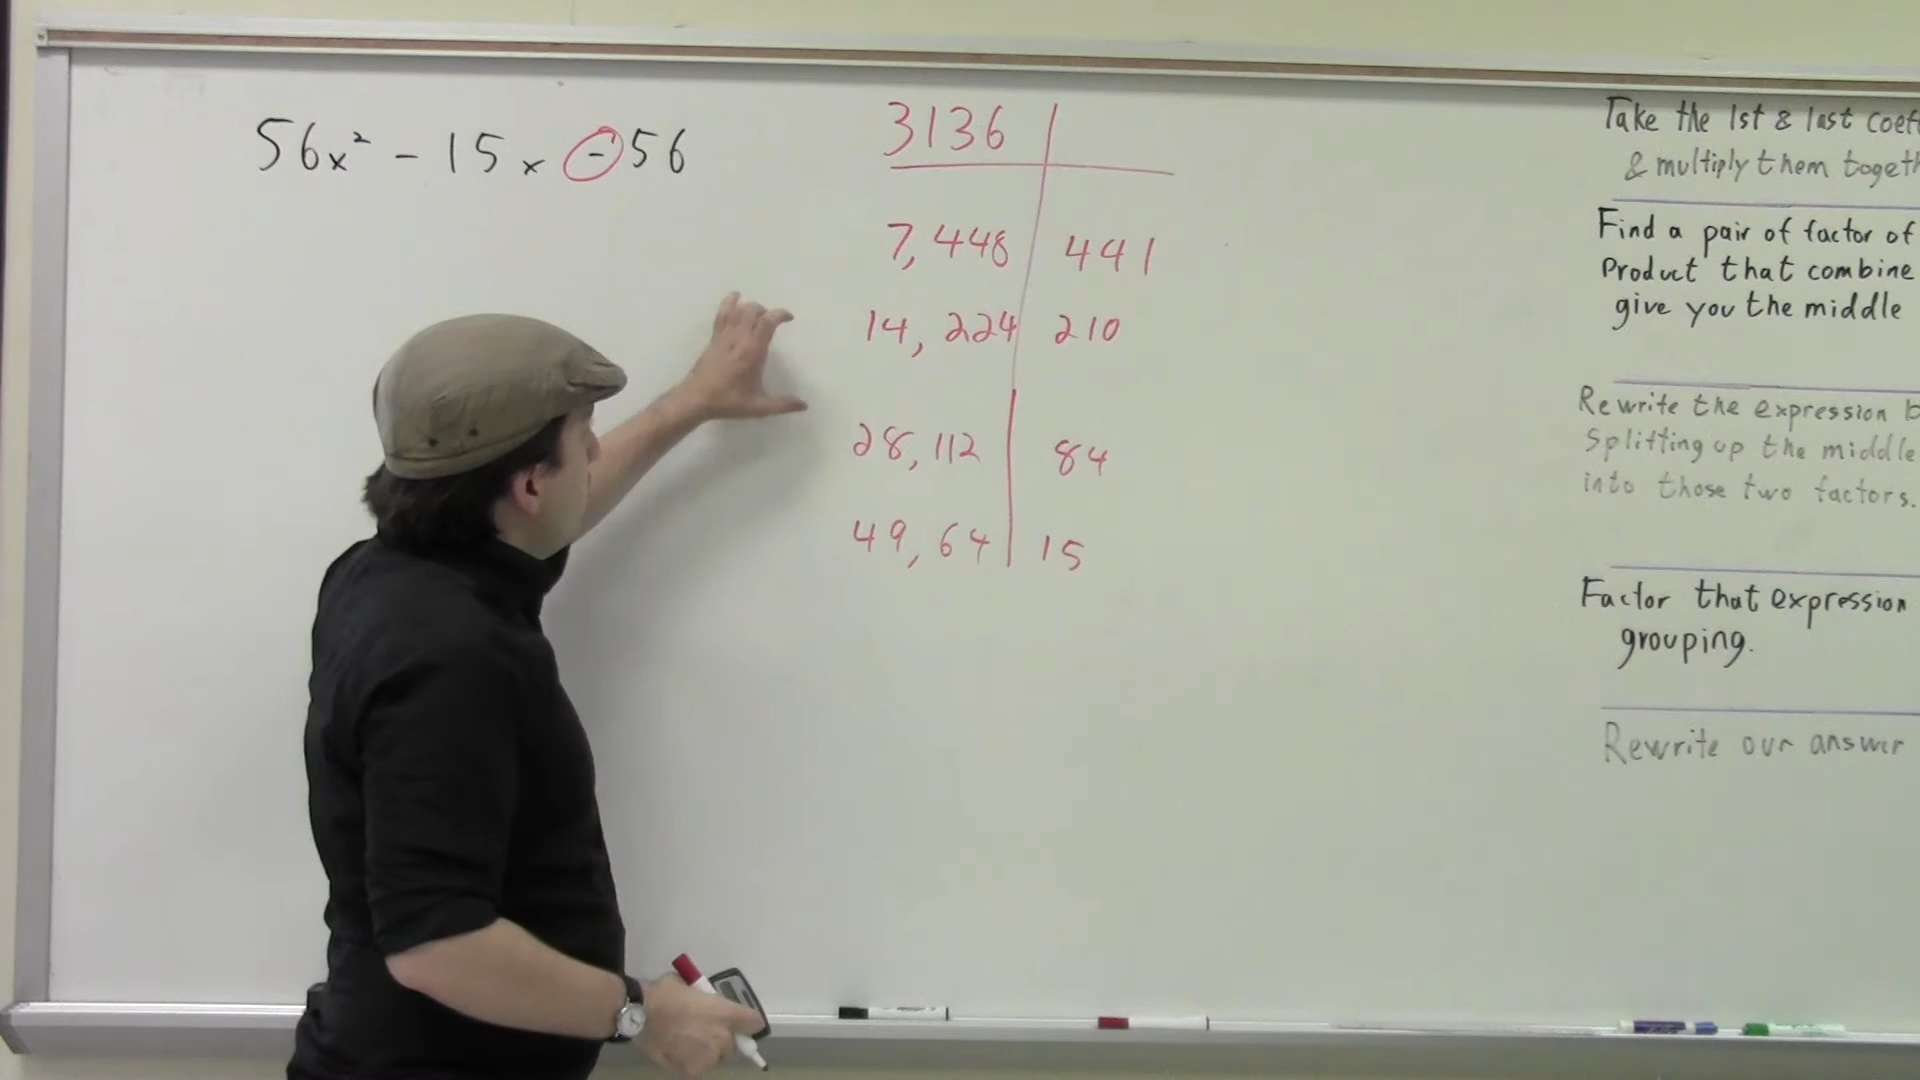 56x² - 15x - 56
3136
7, 448 441
14, 224 210
28, 112 84
49, 64 15
Take the 1st & last
& multiply them
Find a pair of factor of
Product that combine
give you the middle
Rewrite the expression
Splitting up the middle
into those two factors.
Factor that expression
grouping.
Rewrite our answer